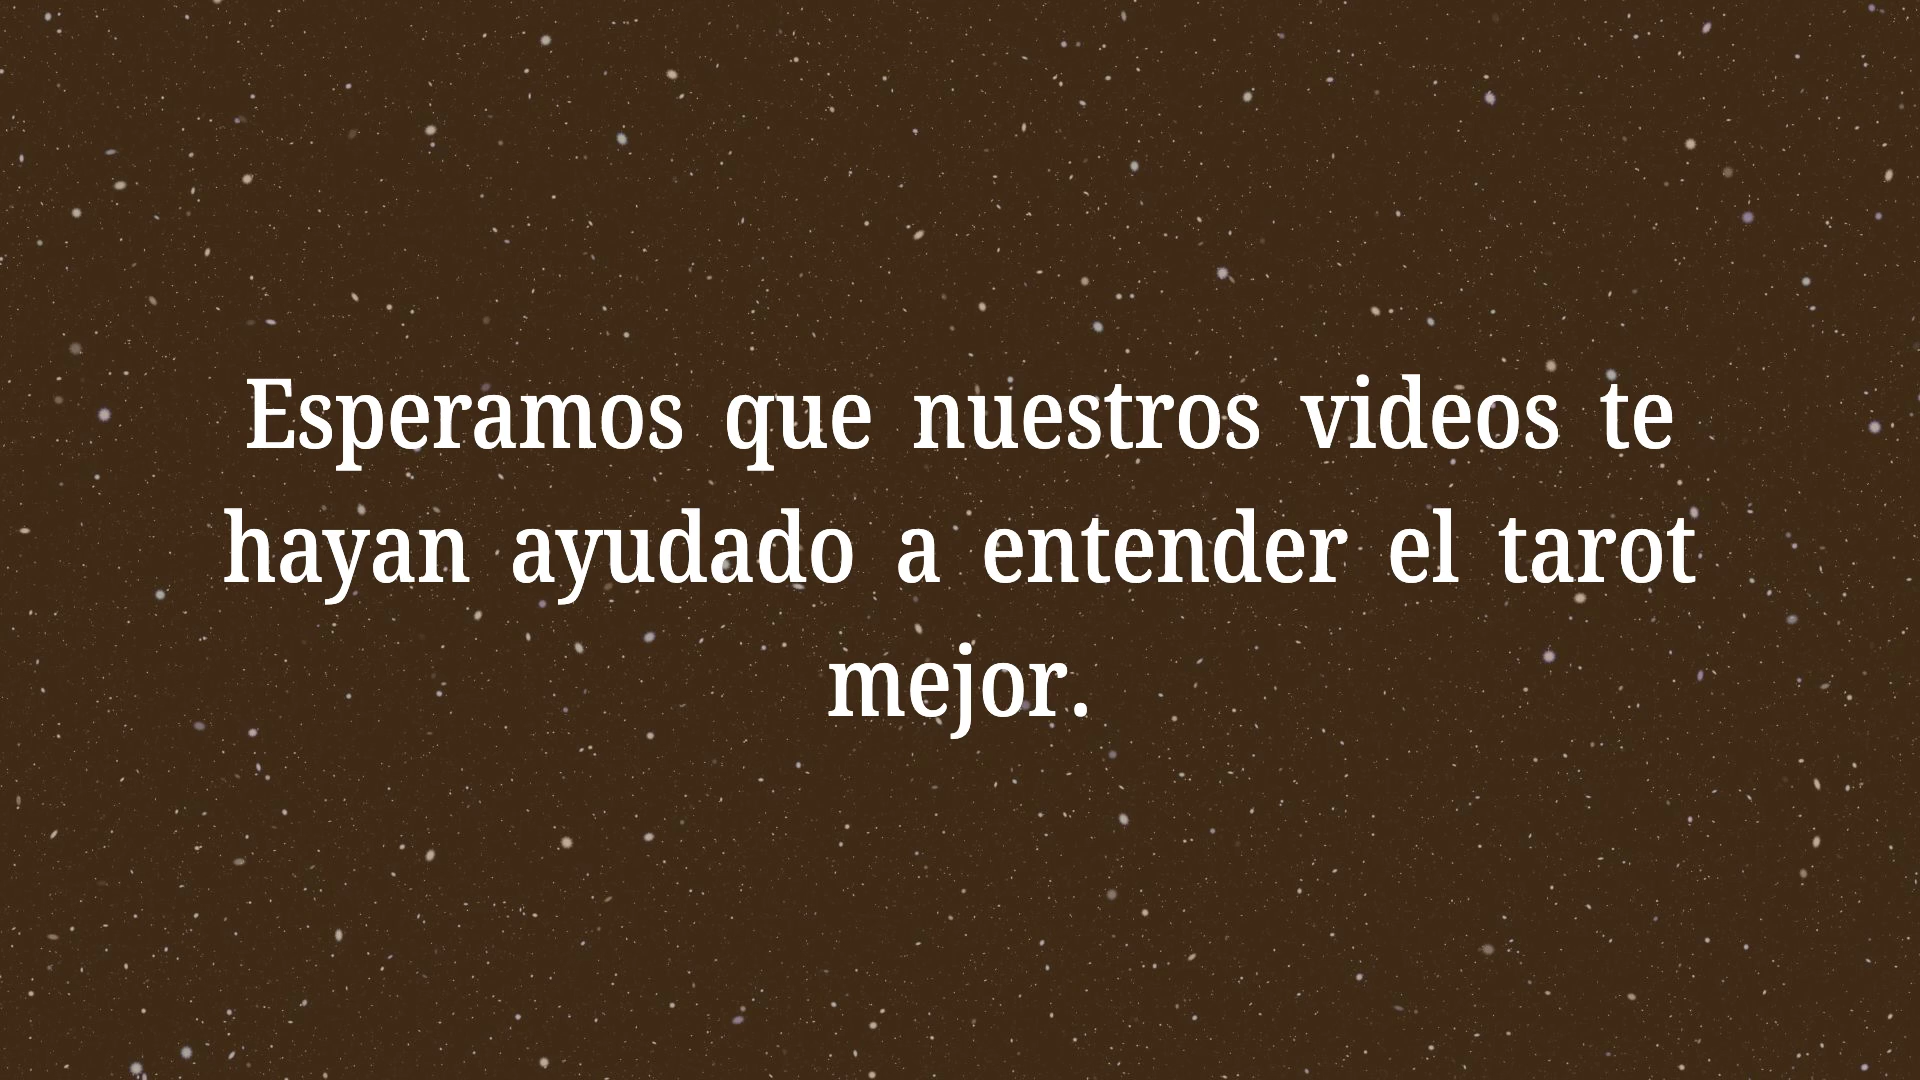 Esperamos que nuestros videos te
hayan ayudado a entender el tarot
mejor.